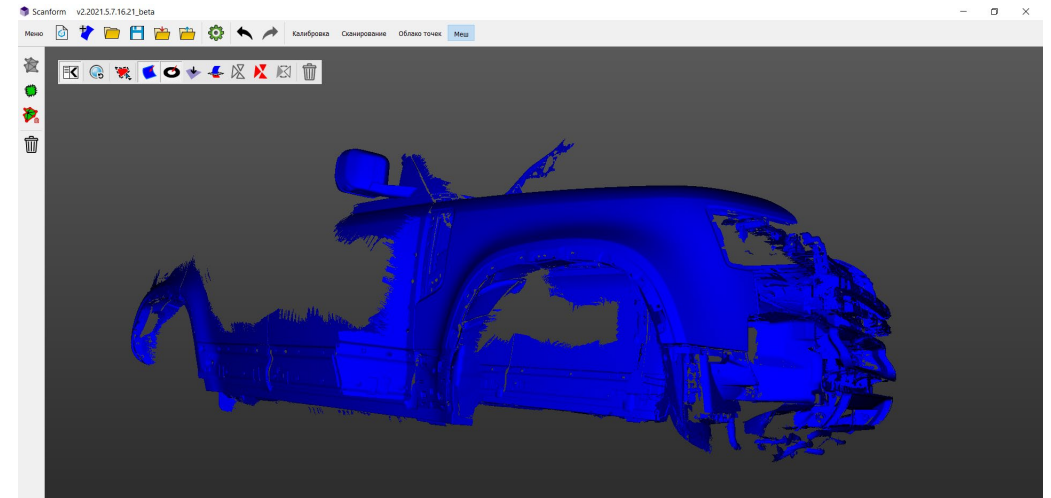 Scanform v2.2021.5.7.16.21_beta
Меню Калибровка Сканирование Облако точек Меш